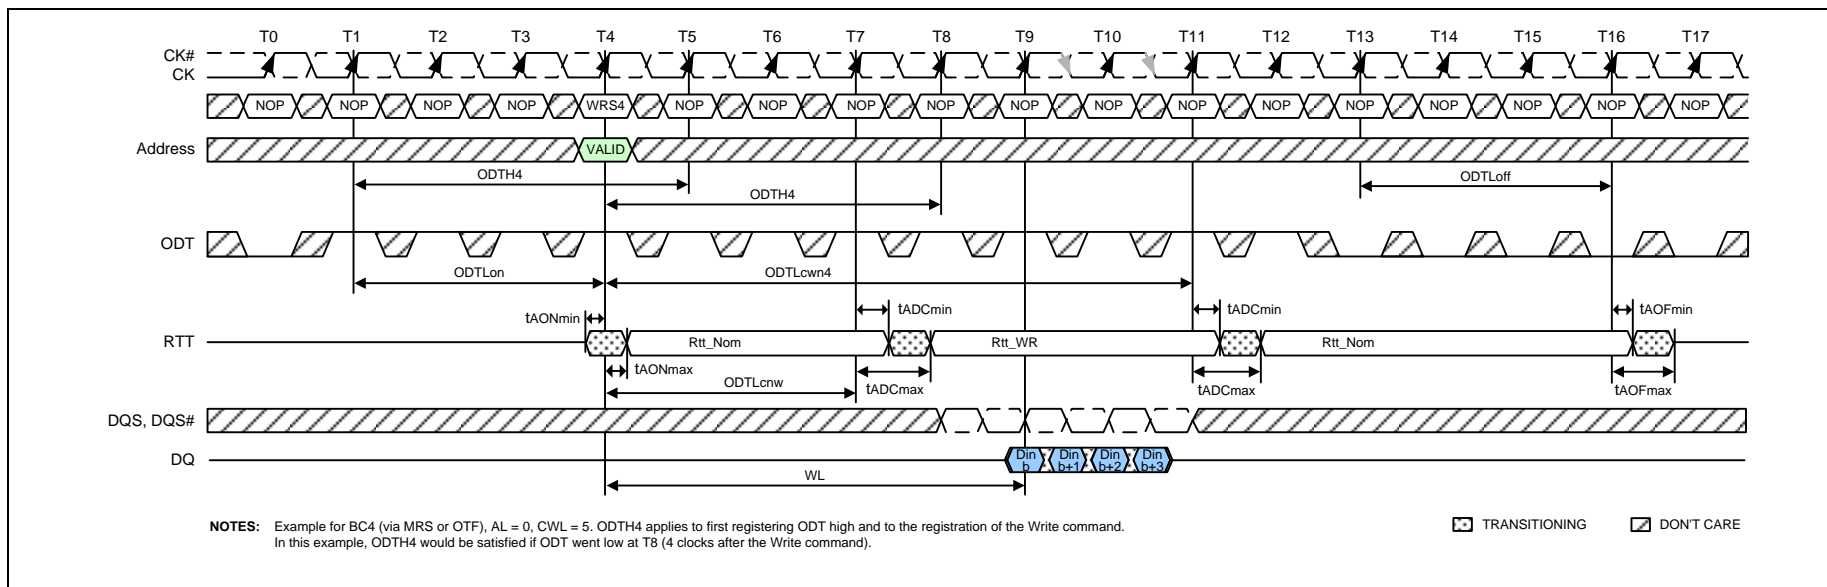 T0 T1 T2 T3 T4 T5 T6 T7 T8 T9 T10 T11 T12 T13 T14 T15 T16 T17
CK#
CK
NOP NOP NOP NOP WRS4 NOP NOP NOP NOP NOP NOP NOP NOP NOP NOP NOP NOP NOP
Address VALID
ODTH4 ODTLoff
ODTH4
ODT
ODTLon ODTLcwn4
tAONmin tADCmin tADCmin tAOFmin
RTT Rtt_Nom Rtt_WR Rtt_Nom
tAONmax ODTLcnw tADCmax tADCmax tAOFmax
DQS, DQS#
DQ Din b Din b+1 Din b+2 Din b+3
WL
NOTES: Example for BC4 (via MRS or OTF), AL = 0, CWL = 5. ODTH4 applies to first registering ODT high and to the registration of the Write command.
In this example, ODTH4 would be satisfied if ODT went low at T8 (4 clocks after the Write command).
TRANSITIONING DON'T CARE